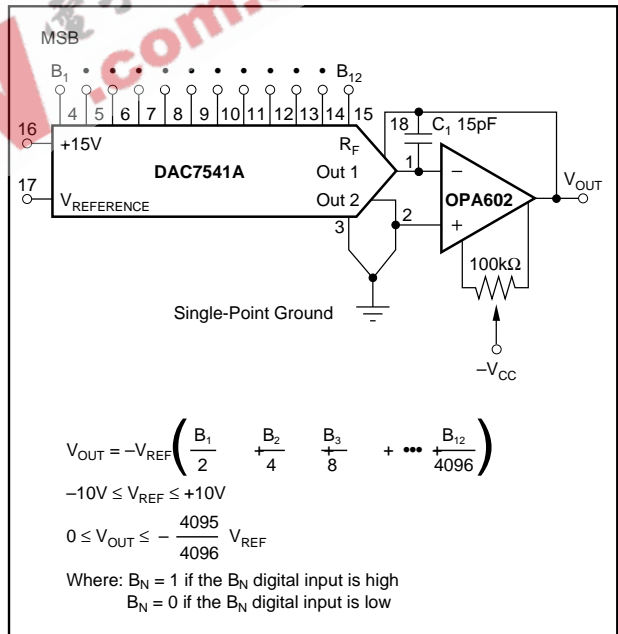 MSB
B1 • • • • • • • • • • B12
4 5 6 7 8 9 10 11 12 13 14 15
16
+15V
RF
18
C1 15pF
DAC7541A
Out 1
1
–
VOUT
17
VREFERENCE
Out 2
2
OPA602
+
3
100kΩ
Single-Point Ground
–VCC
VOUT = –VREF ( B1/2 + B2/4 + B3/8 + ••• + B12/4096 )
–10V ≤ VREF ≤ +10V
0 ≤ VOUT ≤ – 4095/4096 VREF
Where: BN = 1 if the BN digital input is high
BN = 0 if the BN digital input is low
.com.